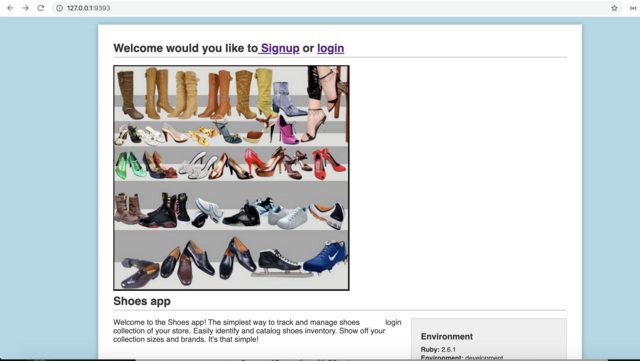 127.0.0.1:9393
Welcome would you like to Signup or login
Shoes app
Welcome to the Shoes app! The simplest way to track and manage shoes
collection of your store. Easily identify and catalog shoes inventory. Show off your
collection sizes and brands. It's that simple!
login
Environment
Ruby: 2.6.1
Environment: development